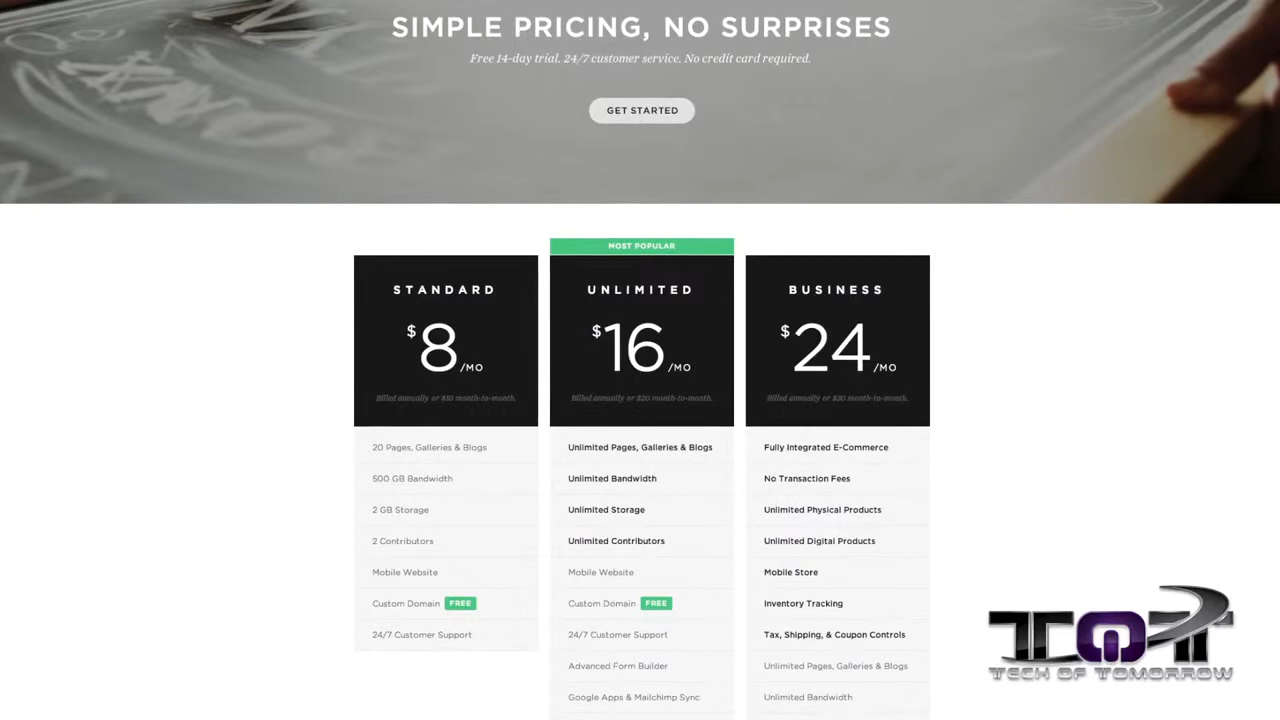 SIMPLE PRICING, NO SURPRISES
Free 14-day trial. 24/7 customer service. No credit card required.
GET STARTED
STANDARD
$8/MO
Billed annually or $10 month-to-month.
20 Pages, Galleries & Blogs
500 GB Bandwidth
2 GB Storage
2 Contributors
Mobile Website
Custom Domain FREE
24/7 Customer Support
MOST POPULAR
UNLIMITED
$16/MO
Billed annually or $20 month-to-month.
Unlimited Pages, Galleries & Blogs
Unlimited Bandwidth
Unlimited Storage
Unlimited Contributors
Mobile Website
Custom Domain FREE
24/7 Customer Support
Advanced Form Builder
Google Apps & Mailchimp Sync
BUSINESS
$24/MO
Billed annually or $30 month-to-month.
Fully Integrated E-Commerce
No Transaction Fees
Unlimited Physical Products
Unlimited Digital Products
Mobile Store
Inventory Tracking
Tax, Shipping, & Coupon Controls
Unlimited Pages, Galleries & Blogs
Unlimited Bandwidth
TOT
TECH OF TOMORROW